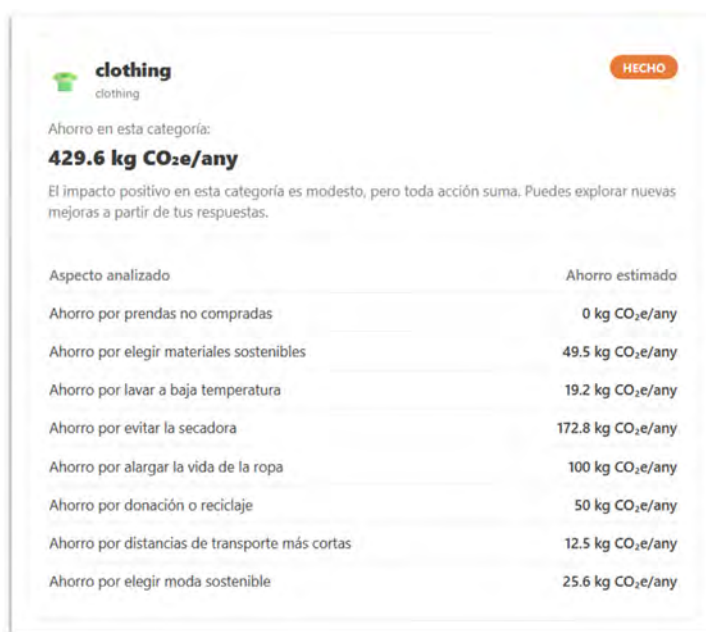 clothing
HECHO
clothing
Ahorro en esta categoría:
429.6 kg CO₂e/any
El impacto positivo en esta categoría es modesto, pero toda acción suma. Puedes explorar nuevas
mejoras a partir de tus respuestas.
Aspecto analizado Ahorro estimado
Ahorro por prendas no compradas 0 kg CO₂e/any
Ahorro por elegir materiales sostenibles 49.5 kg CO₂e/any
Ahorro por lavar a baja temperatura 19.2 kg CO₂e/any
Ahorro por evitar la secadora 172.8 kg CO₂e/any
Ahorro por alargar la vida de la ropa 100 kg CO₂e/any
Ahorro por donación o reciclaje 50 kg CO₂e/any
Ahorro por distancias de transporte más cortas 12.5 kg CO₂e/any
Ahorro por elegir moda sostenible 25.6 kg CO₂e/any